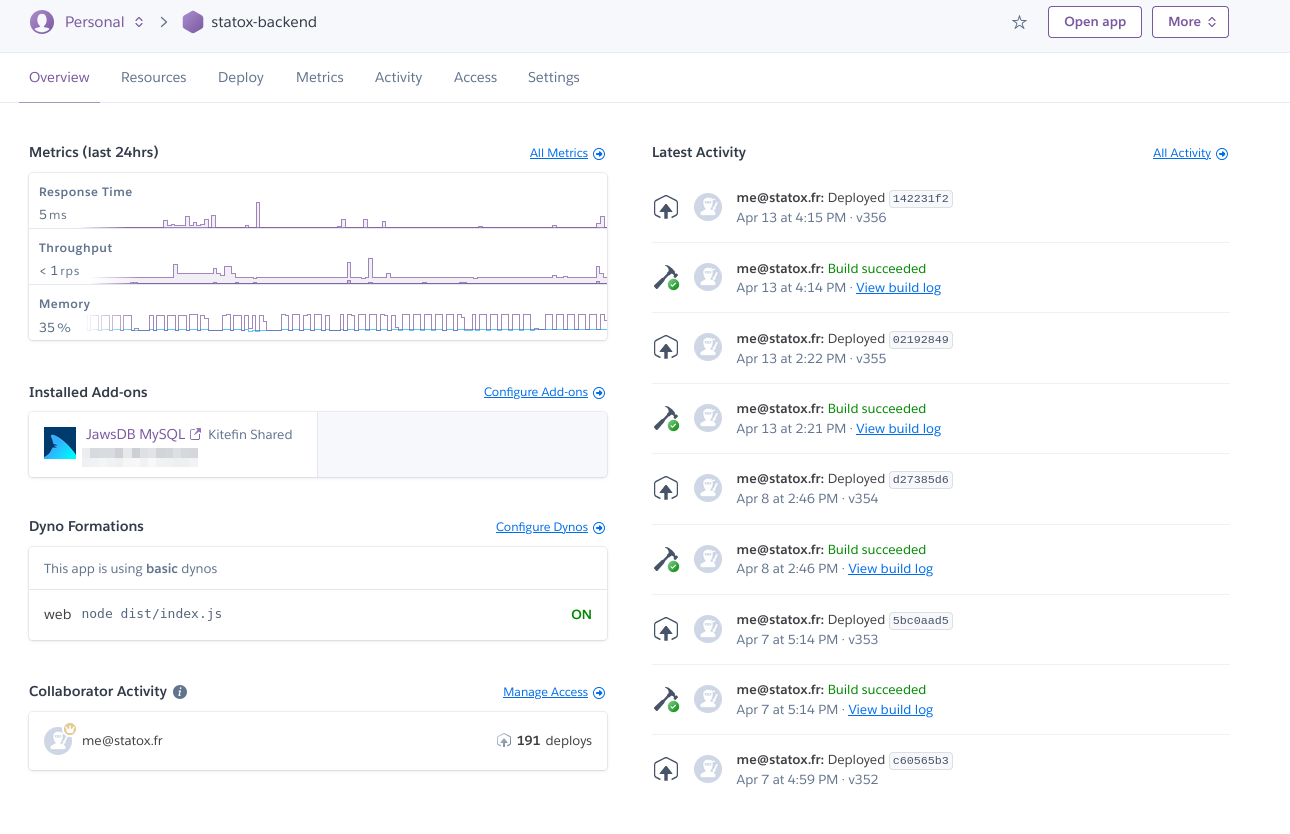 Personal statox-backend Open app More
Overview Resources Deploy Metrics Activity Access Settings
Metrics (last 24hrs) All Metrics
Response Time
5 ms
Throughput
< 1 rps
Memory
35 %
Installed Add-ons Configure Add-ons
JawsDB MySQL Kitefin Shared
Dyno Formations Configure Dynos
This app is using basic dynos
web node dist/index.js ON
Collaborator Activity i Manage Access
me@statox.fr 191 deploys
Latest Activity All Activity
me@statox.fr: Deployed 142231f2
Apr 13 at 4:15 PM · v356
me@statox.fr: Build succeeded
Apr 13 at 4:14 PM · View build log
me@statox.fr: Deployed 02192849
Apr 13 at 2:22 PM · v355
me@statox.fr: Build succeeded
Apr 13 at 2:21 PM · View build log
me@statox.fr: Deployed d27385d6
Apr 8 at 2:46 PM · v354
me@statox.fr: Build succeeded
Apr 8 at 2:46 PM · View build log
me@statox.fr: Deployed 5bc0aad5
Apr 7 at 5:14 PM · v353
me@statox.fr: Build succeeded
Apr 7 at 5:14 PM · View build log
me@statox.fr: Deployed c60565b3
Apr 7 at 4:59 PM · v352